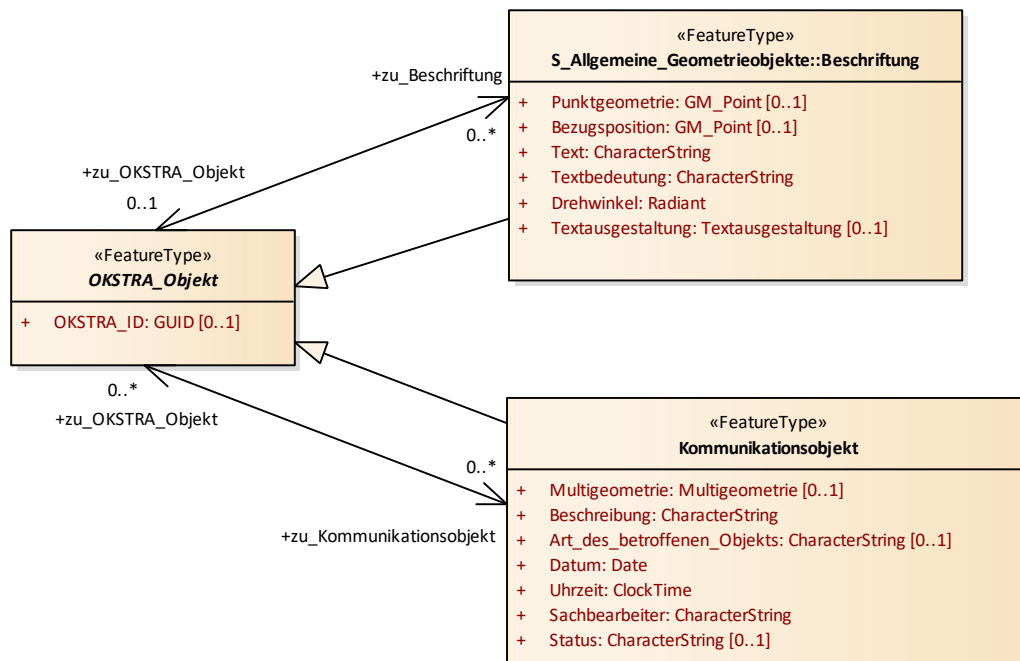 «FeatureType»
S_Allgemeine_Geometrieobjekte::Beschriftung
+ Punktgeometrie: GM_Point [0..1]
+ Bezugsposition: GM_Point [0..1]
+ Text: CharacterString
+ Textbedeutung: CharacterString
+ Drehwinkel: Radiant
+ Textausgestaltung: Textausgestaltung [0..1]
+zu_Beschriftung
0..*
+zu_OKSTRA_Objekt
0..1
«FeatureType»
OKSTRA_Objekt
+ OKSTRA_ID: GUID [0..1]
0..*
+zu_OKSTRA_Objekt
0..*
+zu_Kommunikationsobjekt
«FeatureType»
Kommunikationsobjekt
+ Multigeometrie: Multigeometrie [0..1]
+ Beschreibung: CharacterString
+ Art_des_betroffenen_Objekts: CharacterString [0..1]
+ Datum: Date
+ Uhrzeit: ClockTime
+ Sachbearbeiter: CharacterString
+ Status: CharacterString [0..1]